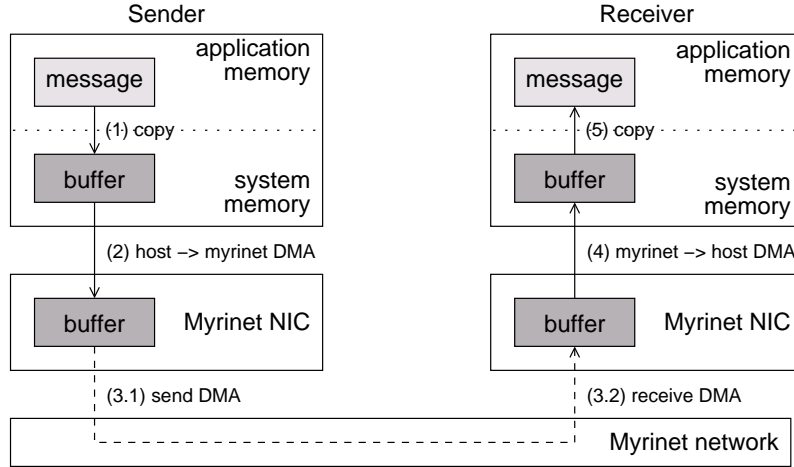 Sender
application
memory
message
(1) copy
buffer
system
memory
(2) host –> myrinet DMA
buffer
Myrinet NIC
(3.1) send DMA
Receiver
application
memory
message
(5) copy
buffer
system
memory
(4) myrinet –> host DMA
buffer
Myrinet NIC
(3.2) receive DMA
Myrinet network